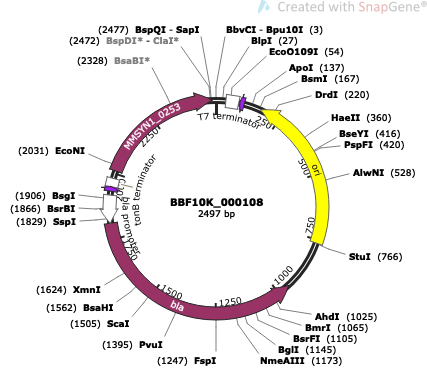 Created with SnapGene®
(2477) BspQI - SapI
(2472) BspDI* - ClaI*
(2328) BsaBI*
BbvCI - Bpu10I (3)
BlpI (27)
EcoO109I (54)
ApoI (137)
BsmI (167)
DrdI (220)
HaeII (360)
BseYI (416)
PspFI (420)
AlwNI (528)
StuI (766)
AhdI (1025)
BmrI (1065)
BsrFI (1105)
BglI (1145)
NmeAIII (1173)
(1247) FspI
(1395) PvuI
(1505) ScaI
(1562) BsaHI
(1624) XmnI
(1829) SspI
(1866) BsrBI
(1906) BsgI
(2031) EcoNI
MMSYN1_0253
T7 terminator
ori
bla
bla promoter
tonB terminator
250
500
750
1000
1250
1500
2250
BBF10K_000108
2497 bp